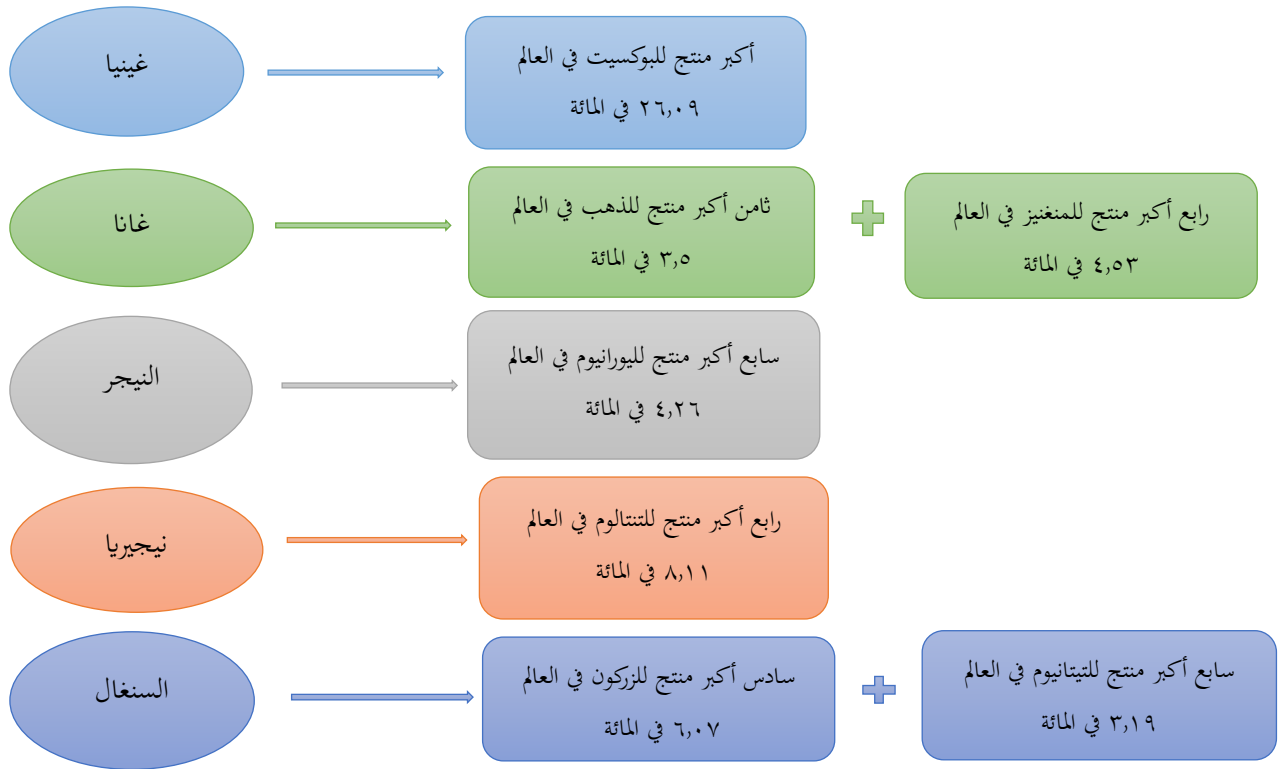 غينيا
أكبر منتج للبوكسيت في العالم
٢٦,٠٩ في المائة
غانا
ثامن أكبر منتج للذهب في العالم
٣,٥ في المائة
رابع أكبر منتج للمنغنيز في العالم
٤,٥٣ في المائة
النيجر
سابع أكبر منتج لليورانيوم في العالم
٤,٢٦ في المائة
نيجيريا
رابع أكبر منتج للتنتالوم في العالم
٨,١١ في المائة
السنغال
سادس أكبر منتج للزركون في العالم
٦,٠٧ في المائة
سابع أكبر منتج للتيتانيوم في العالم
٣,١٩ في المائة